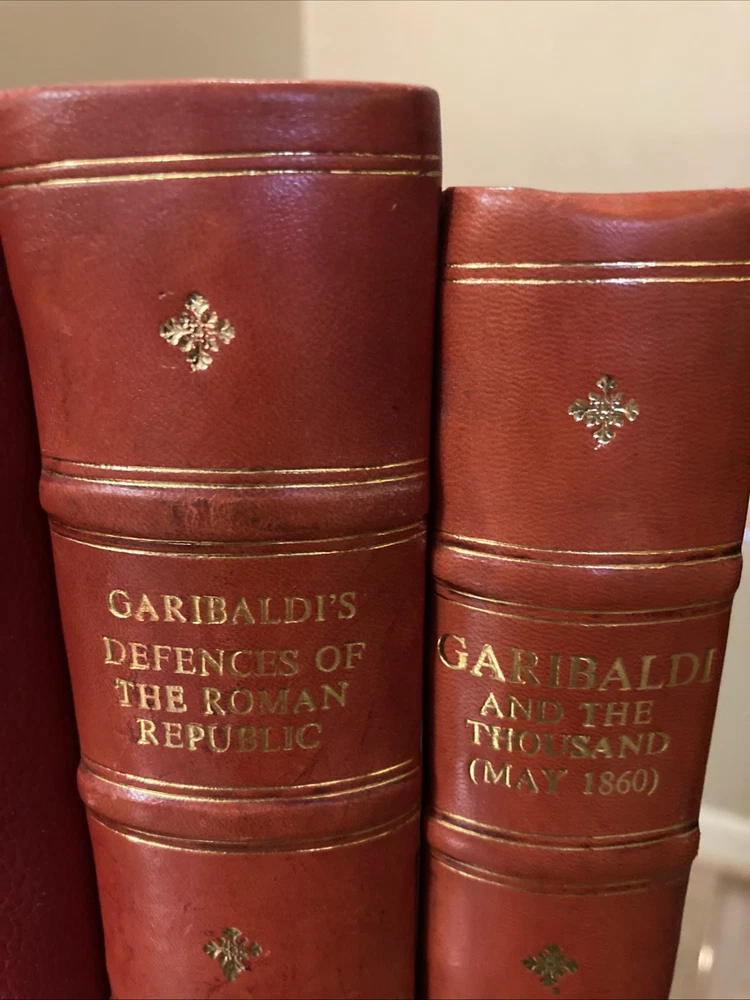 GARIBALDI'S
DEFENCES OF
THE ROMAN
REPUBLIC
GARIBALDI
AND THE
THOUSAND
(MAY 1860)